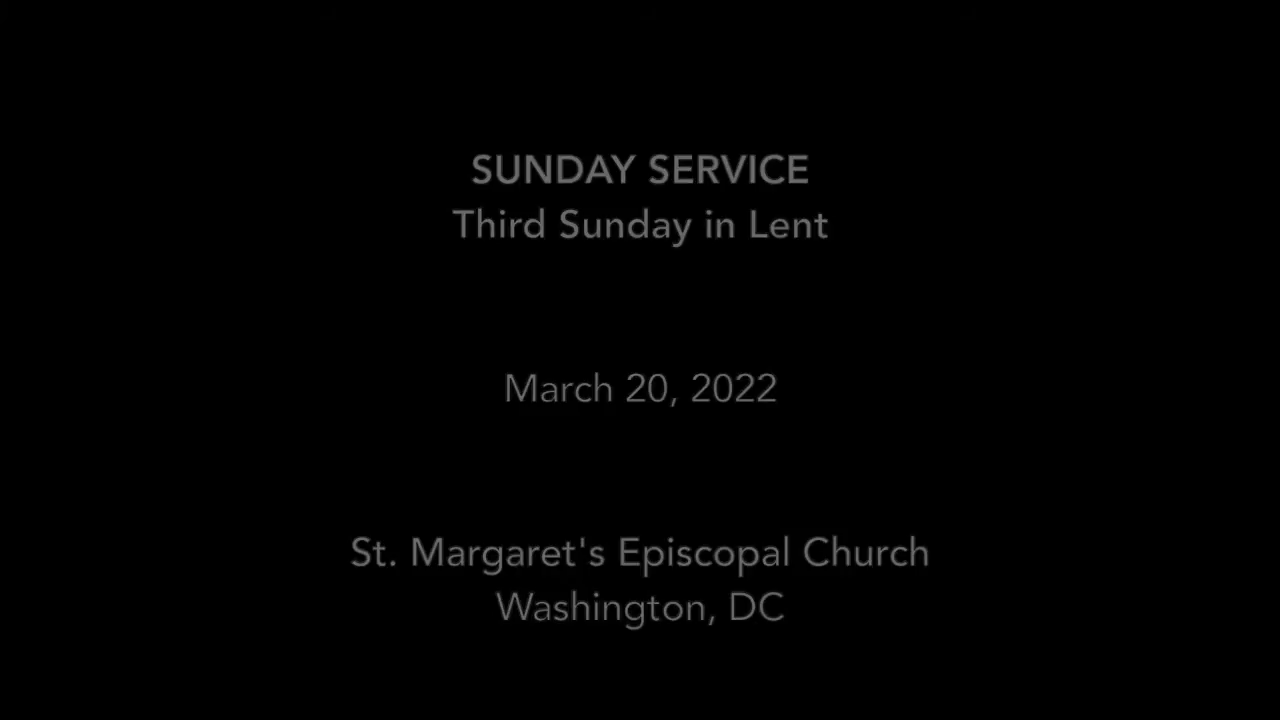 SUNDAY SERVICE
Third Sunday in Lent
March 20, 2022
St. Margaret's Episcopal Church
Washington, DC